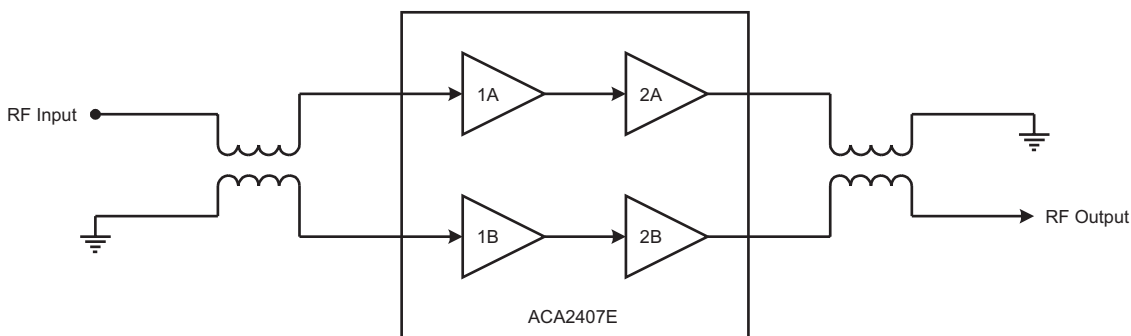 RF Input
1A
2A
1B
2B
RF Output
ACA2407E